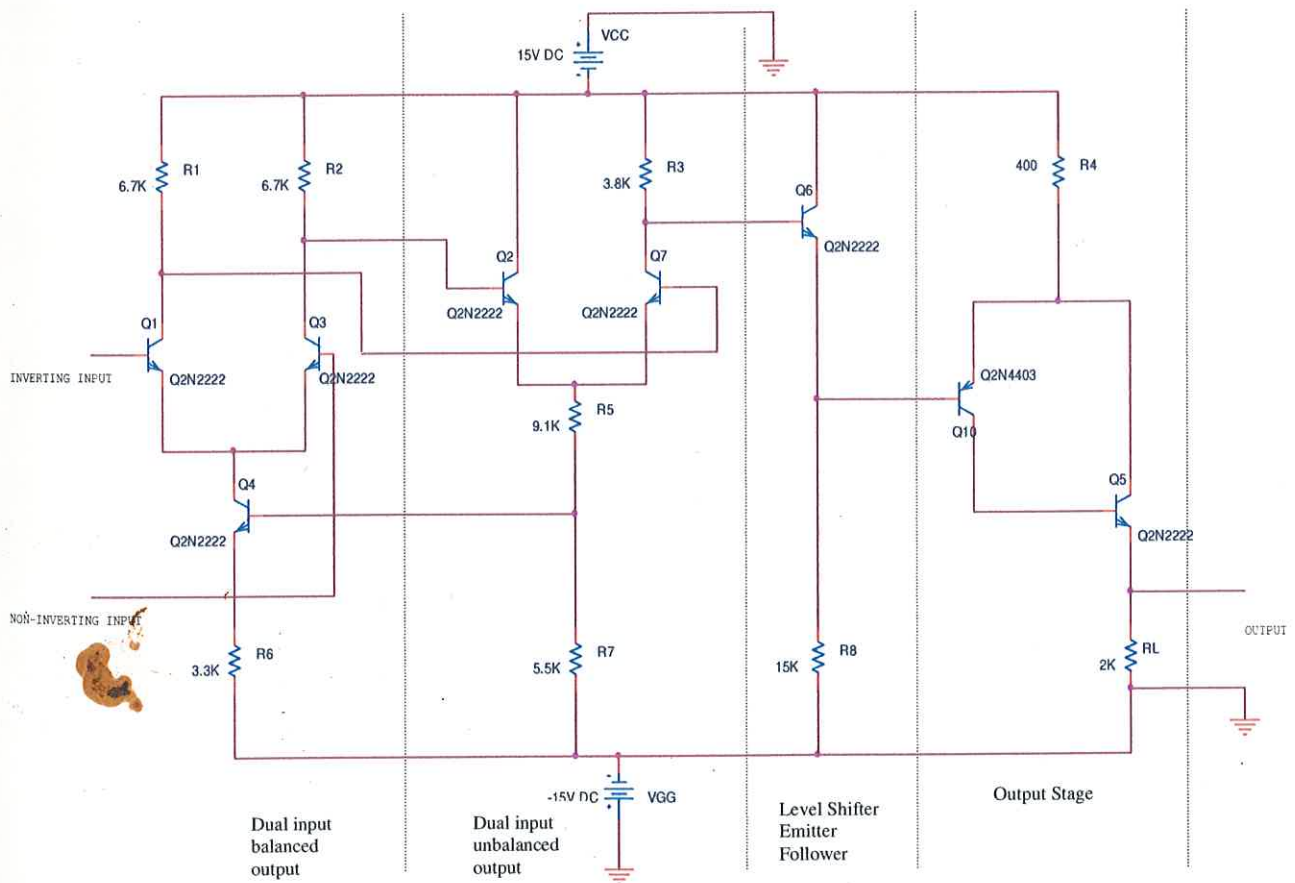 VCC
15V DC
R1
6.7K
R2
6.7K
R3
3.8K
400
R4
Q6
Q2N2222
Q2
Q2N2222
Q7
Q2N2222
Q1
Q2N2222
Q3
Q2N2222
INVERTING INPUT
Q2N4403
Q10
R5
9.1K
Q4
Q2N2222
Q5
Q2N2222
NON-INVERTING INPUT
OUTPUT
R6
3.3K
R7
5.5K
R8
15K
RL
2K
-15V DC
VGG
Dual input
balanced
output
Dual input
unbalanced
output
Level Shifter
Emitter
Follower
Output Stage